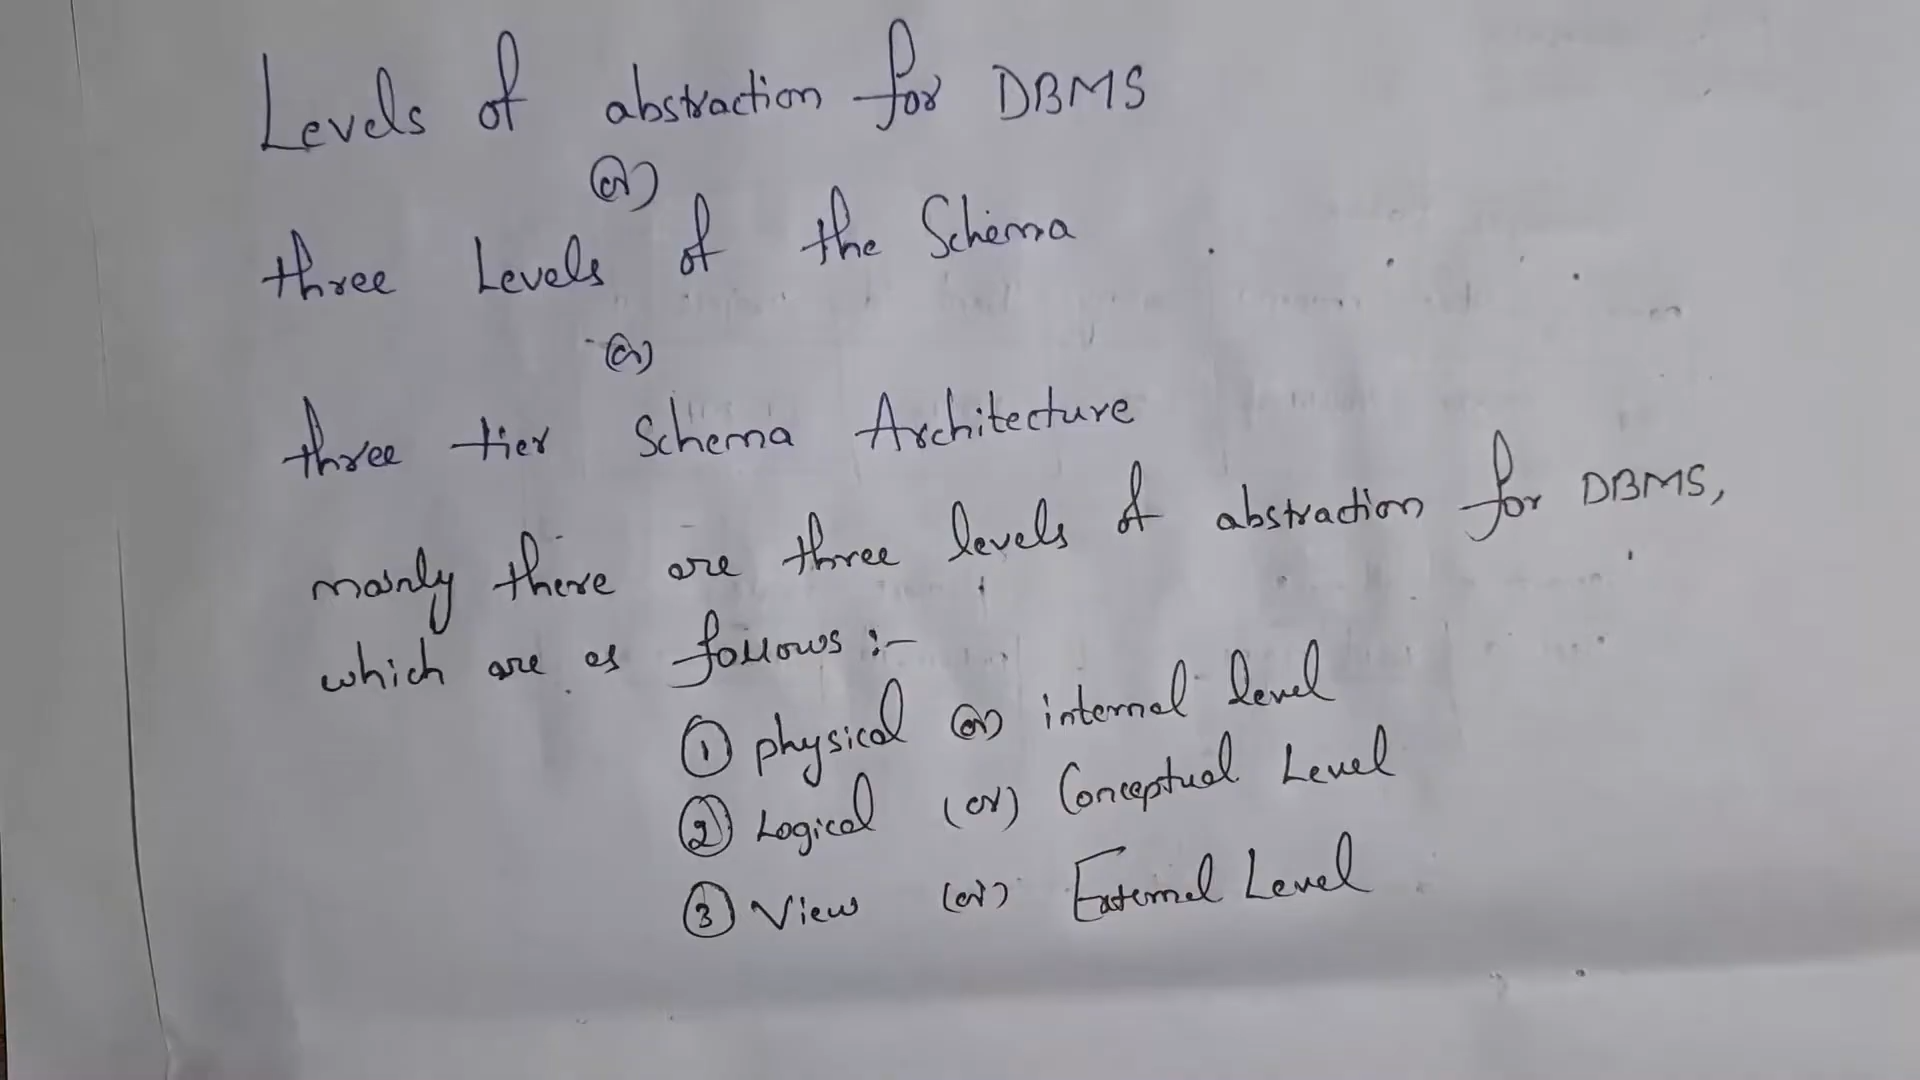 Levels of abstraction for DBMS
(or)
three Levels of the Schema
(or)
three tier Schema Architecture
mainly there are three levels of abstraction for DBMS,
which are as follows :-
① physical (or) internal level
② Logical (or) Conceptual Level
③ View (or) External Level